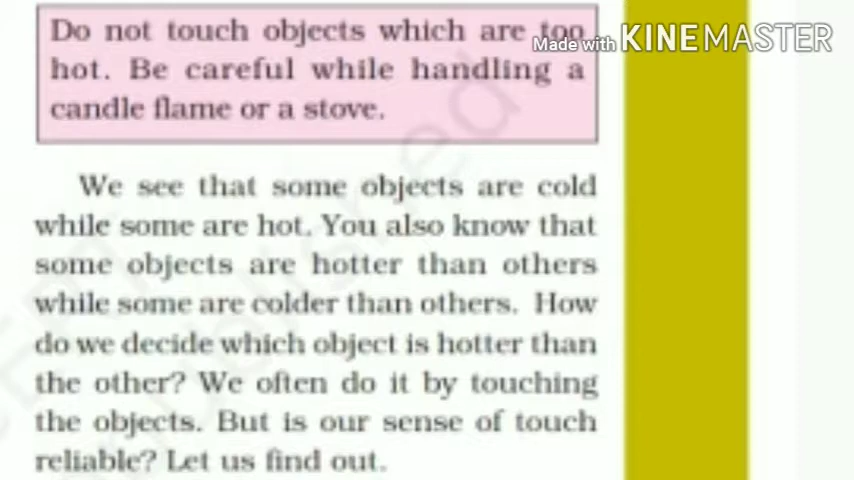 Do not touch objects which are too
hot. Be careful while handling a
candle flame or a stove.
Made with KINEMASTER
We see that some objects are cold
while some are hot. You also know that
some objects are hotter than others
while some are colder than others. How
do we decide which object is hotter than
the other? We often do it by touching
the objects. But is our sense of touch
reliable? Let us find out.